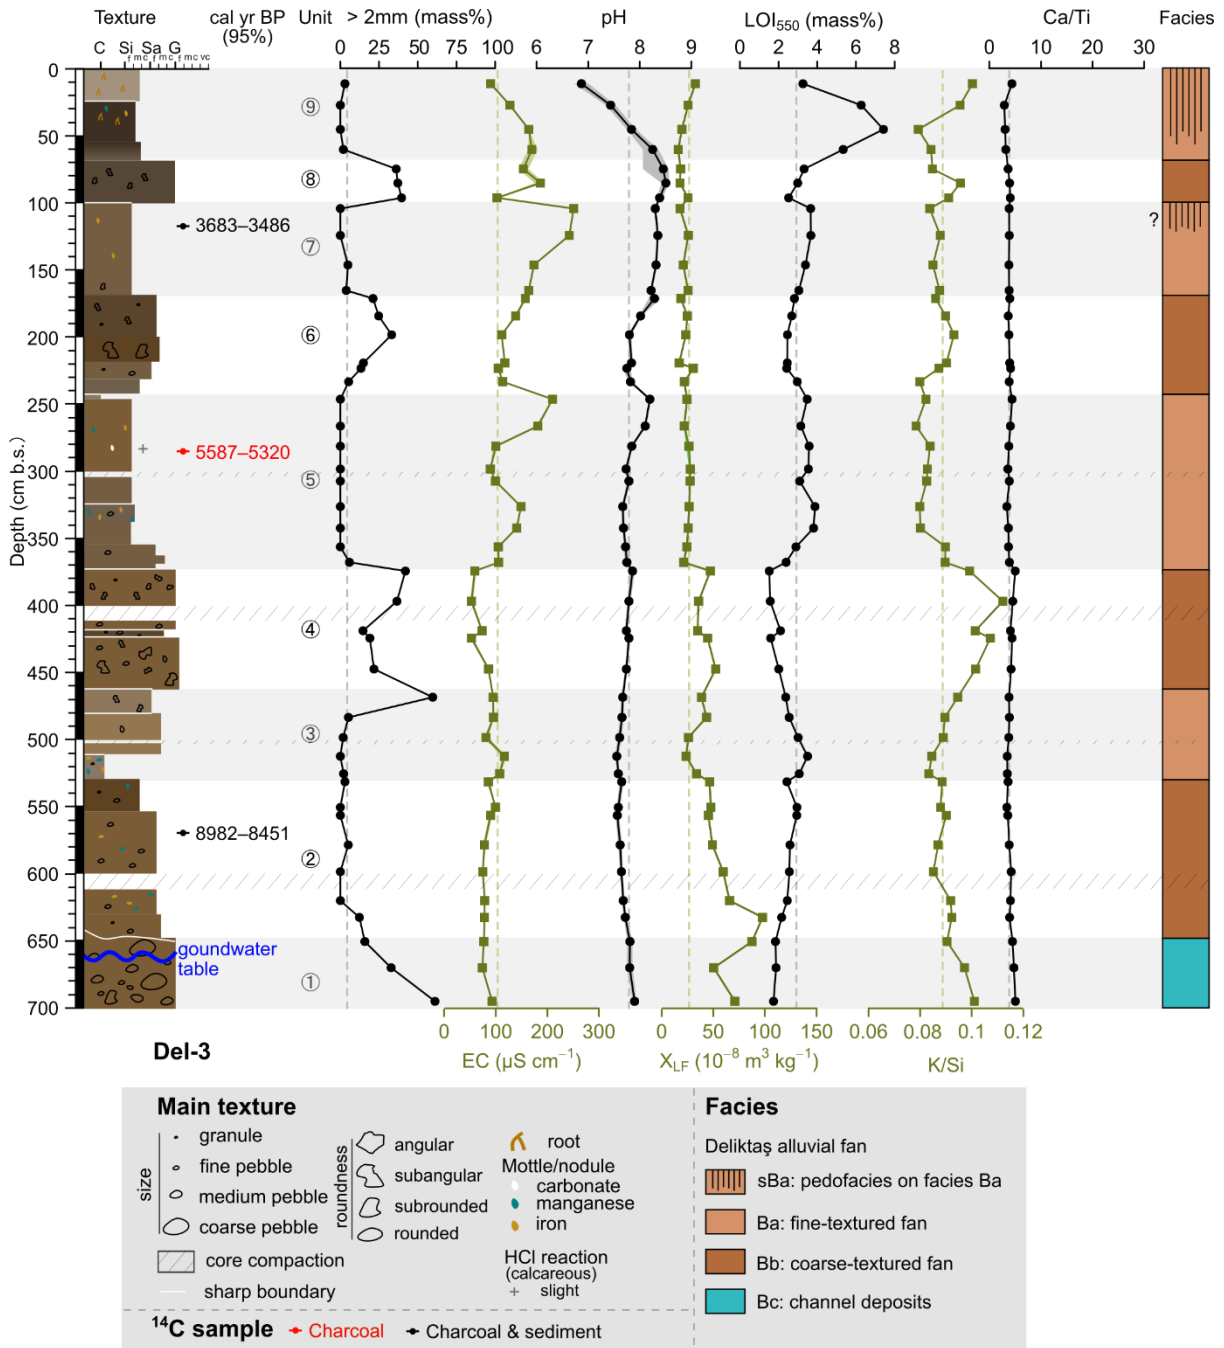 Texture
cal yr BP
(95%)
Unit
> 2mm (mass%)
pH
LOI550 (mass%)
Ca/Ti
Facies
C Si Sa G
f m c f m c f m c vc
0 25 50 75 100
6 7 8 9
0 2 4 6 8
0 10 20 30
Depth (cm b.s.)
0
50
100
150
200
250
300
350
400
450
500
550
600
650
700
⑨
⑧
3683–3486
?
⑦
⑥
5587–5320
⑤
④
③
8982–8451
②
goundwater
table
①
0 100 200 300
0 50 100 150
0.06 0.08 0.1 0.12
Del-3
EC (µS cm⁻¹)
XLF (10⁻⁸ m³ kg⁻¹)
K/Si
Main texture
size
granule
fine pebble
medium pebble
coarse pebble
roundness
angular
subangular
subrounded
rounded
root
Mottle/nodule
carbonate
manganese
iron
HCl reaction
(calcareous)
+ slight
core compaction
sharp boundary
¹⁴C sample
Charcoal
Charcoal & sediment
Facies
Deliktaş alluvial fan
sBa: pedofacies on facies Ba
Ba: fine-textured fan
Bb: coarse-textured fan
Bc: channel deposits